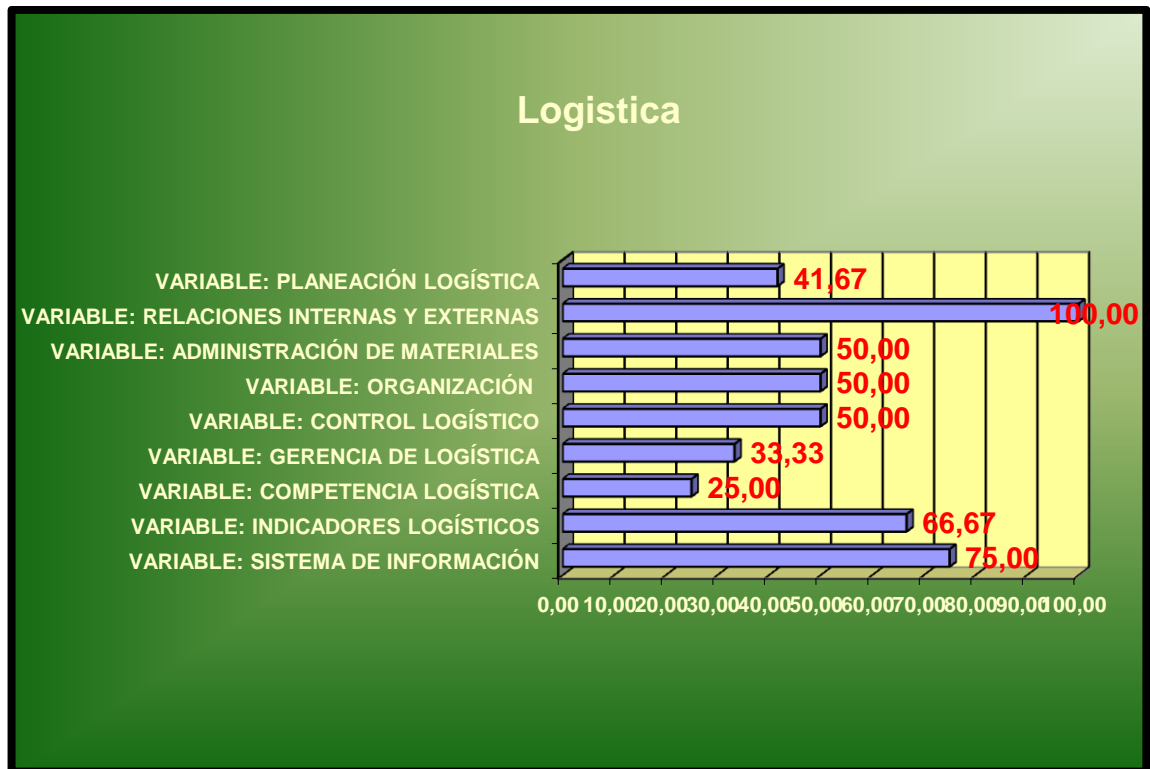 Logistica
VARIABLE: PLANEACIÓN LOGÍSTICA 41,67
VARIABLE: RELACIONES INTERNAS Y EXTERNAS 100,00
VARIABLE: ADMINISTRACIÓN DE MATERIALES 50,00
VARIABLE: ORGANIZACIÓN 50,00
VARIABLE: CONTROL LOGÍSTICO 50,00
VARIABLE: GERENCIA DE LOGÍSTICA 33,33
VARIABLE: COMPETENCIA LOGÍSTICA 25,00
VARIABLE: INDICADORES LOGÍSTICOS 66,67
VARIABLE: SISTEMA DE INFORMACIÓN 75,00
0,00 10,00 20,00 30,00 40,00 50,00 60,00 70,00 80,00 90,00 100,00